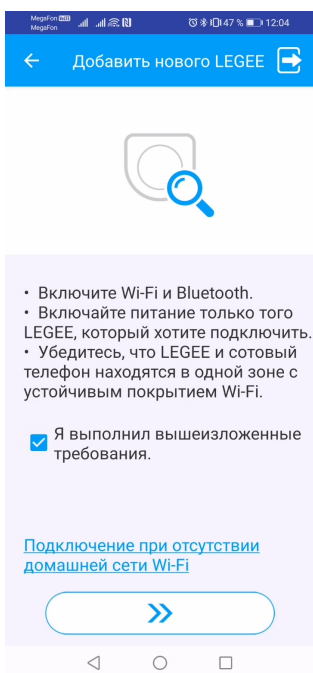 MegaFon HD
MegaFon
47 % 12:04
Добавить нового LEGEE
• Включите Wi-Fi и Bluetooth.
• Включайте питание только того
LEGEE, который хотите подключить.
• Убедитесь, что LEGEE и сотовый
телефон находятся в одной зоне с
устойчивым покрытием Wi-Fi.
Я выполнил вышеизложенные
требования.
Подключение при отсутствии
домашней сети Wi-Fi